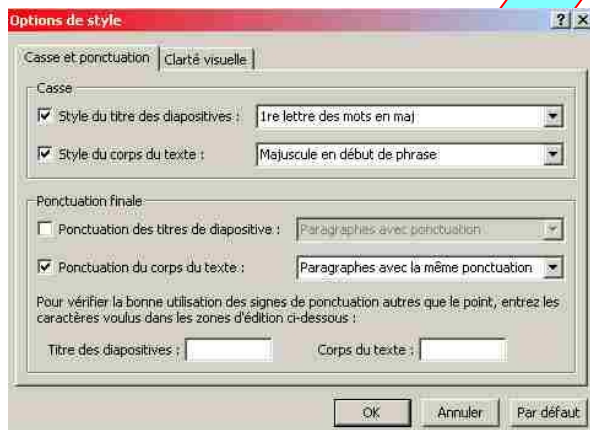 Options de style
Casse et ponctuation Clarté visuelle
Casse
Style du titre des diapositives : 1re lettre des mots en maj
Style du corps du texte : Majuscule en début de phrase
Ponctuation finale
Ponctuation des titres de diapositive : Paragraphes avec ponctuation
Ponctuation du corps du texte : Paragraphes avec la même ponctuation
Pour vérifier la bonne utilisation des signes de ponctuation autres que le point, entrez les
caractères voulus dans les zones d'édition ci-dessous :
Titre des diapositives : Corps du texte :
OK Annuler Par défaut